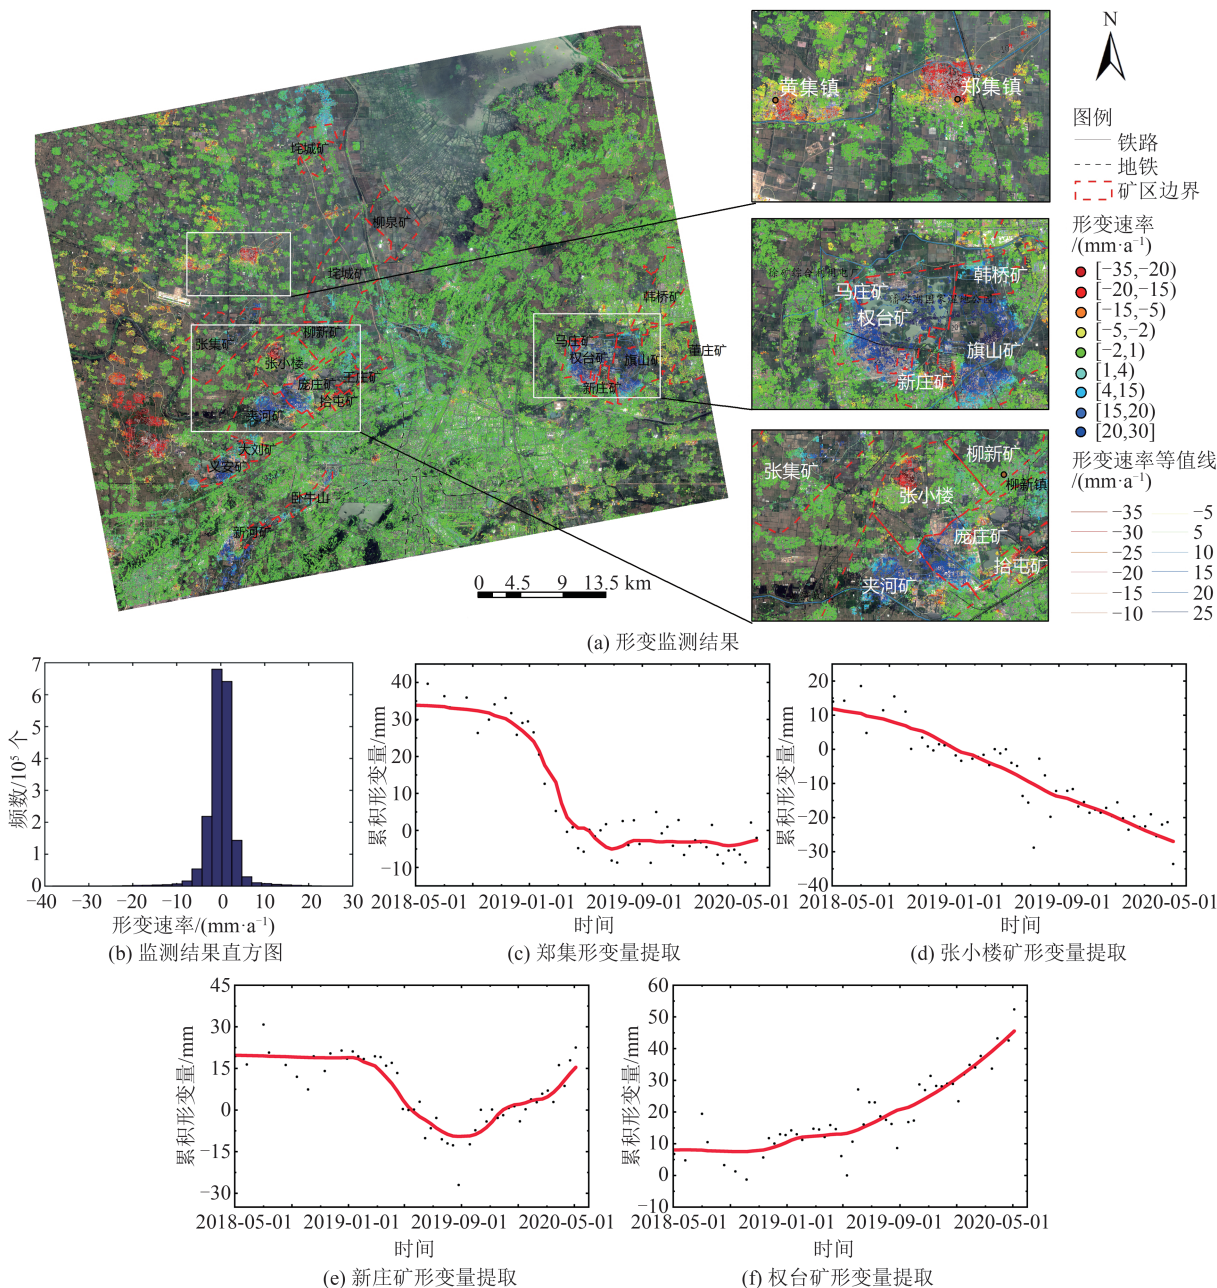 垞城矿
柳泉矿
垞城矿
韩桥矿
柳新矿
张集矿
张小楼
马庄矿
权台矿
旗山矿
董庄矿
王庄矿
庞庄矿
新庄矿
拾屯矿
夹河矿
大刘矿
义安矿
卧牛山
新河矿
0 4.5 9 13.5 km
黄集镇
郑集镇
韩桥矿
马庄矿
权台矿
旗山矿
新庄矿
柳新矿
张集矿
柳新镇
张小楼
庞庄矿
拾屯矿
夹河矿
N
图例
铁路
地铁
矿区边界
形变速率
/(mm·a⁻¹)
[−35,−20)
[−20,−15)
[−15,−5)
[−5,−2)
[−2,1)
[1,4)
[4,15)
[15,20)
[20,30]
形变速率等值线
/(mm·a⁻¹)
−35 −5
−30 5
−25 10
−20 15
−15 20
−10 25
(a) 形变监测结果
7
6
5
4
3
2
1
0
频数/10⁵ 个
−40 −30 −20 −10 0 10 20 30
形变速率/(mm·a⁻¹)
(b) 监测结果直方图
40
30
20
10
0
−10
累积形变量/mm
2018-05-01 2019-01-01 2019-09-01 2020-05-01
时间
(c) 郑集形变量提取
20
10
0
−10
−20
−30
−40
累积形变量/mm
2018-05-01 2019-01-01 2019-09-01 2020-05-01
时间
(d) 张小楼矿形变量提取
45
30
15
0
−15
−30
累积形变量/mm
2018-05-01 2019-01-01 2019-09-01 2020-05-01
时间
(e) 新庄矿形变量提取
60
50
40
30
20
10
0
−10
累积形变量/mm
2018-05-01 2019-01-01 2019-09-01 2020-05-01
时间
(f) 权台矿形变量提取